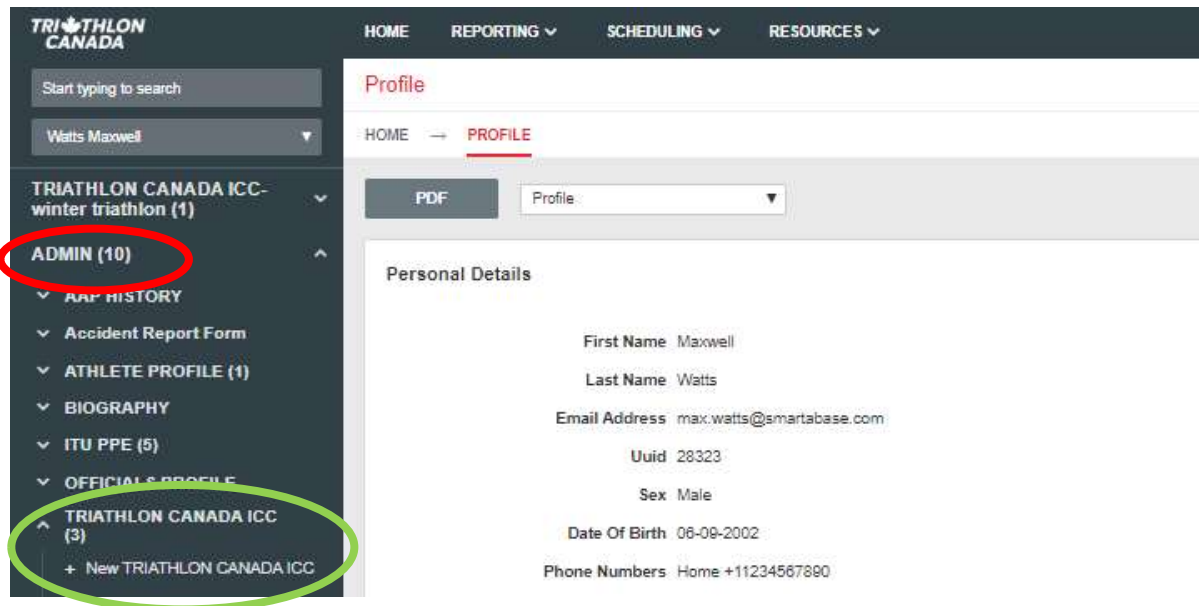 TRIATHLON
CANADA
HOME REPORTING SCHEDULING RESOURCES
Start typing to search
Watts Maxwell
Profile
HOME → PROFILE
TRIATHLON CANADA ICC-
winter triathlon (1)
PDF Profile
ADMIN (10)
AAP HISTORY
Accident Report Form
ATHLETE PROFILE (1)
BIOGRAPHY
ITU PPE (5)
OFFICIALS PROFILE
TRIATHLON CANADA ICC
(3)
+ New TRIATHLON CANADA ICC
Personal Details
First Name Maxwell
Last Name Watts
Email Address max.watts@smartabase.com
Uuid 28323
Sex Male
Date Of Birth 06-09-2002
Phone Numbers Home +11234567890